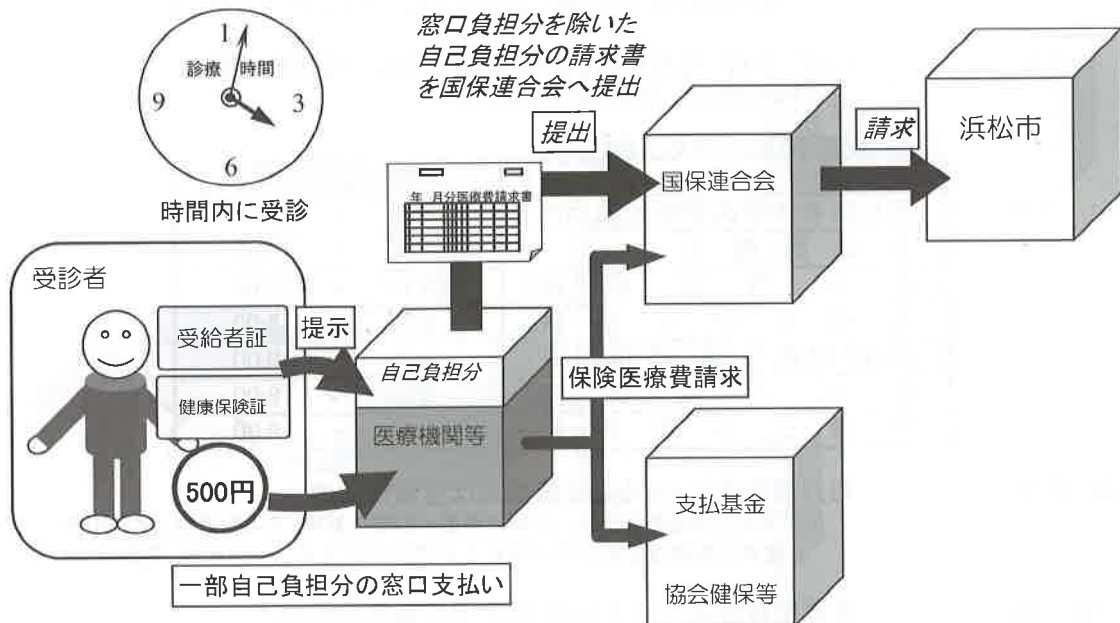 1
診療 時間
9
3
6
時間内に受診
窓口負担分を除いた
自己負担分の請求書
を国保連合会へ提出
提出
請求
国保連合会
浜松市
年 月分医療費請求書
受診者
受給者証
健康保険証
500円
提示
自己負担分
医療機関等
保険医療費請求
支払基金
協会健保等
一部自己負担分の窓口支払い